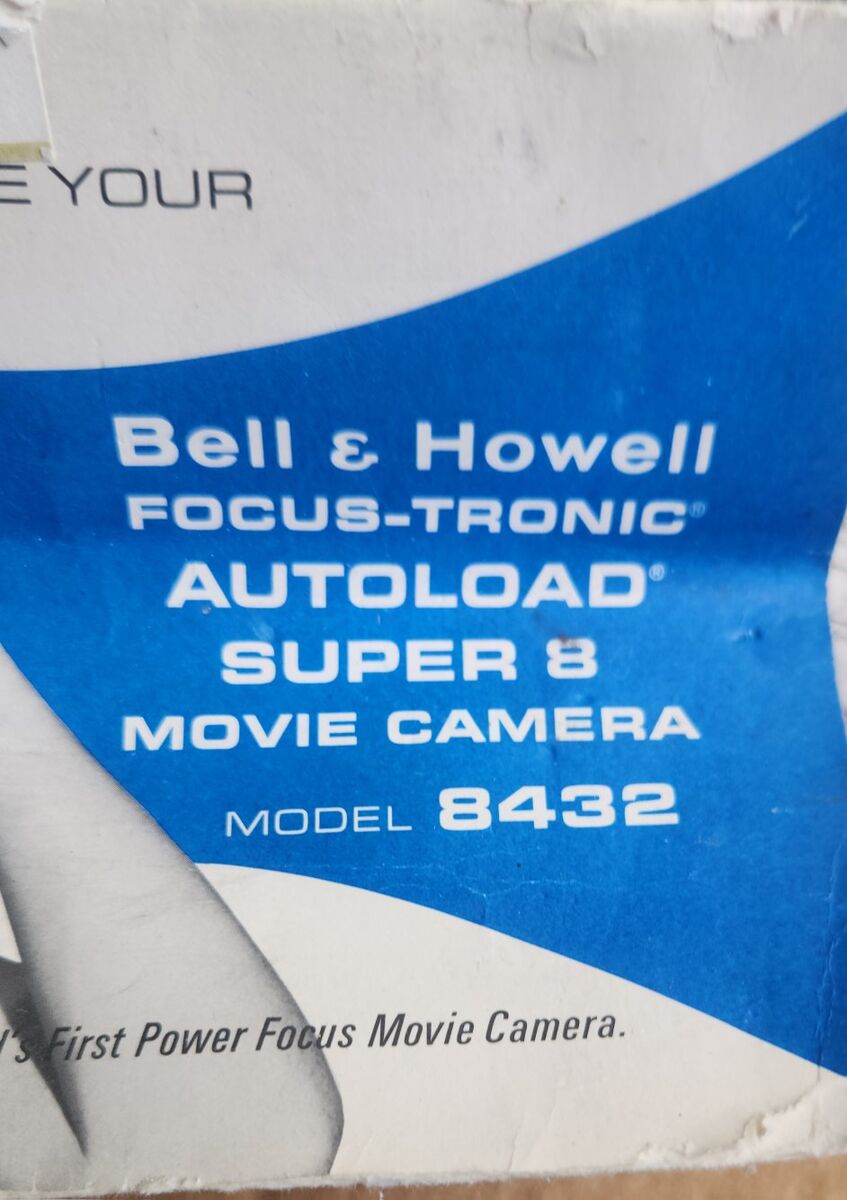 YOUR
Bell & Howell
FOCUS-TRONIC®
AUTOLOAD®
SUPER 8
MOVIE CAMERA
MODEL 8432
First Power Focus Movie Camera.